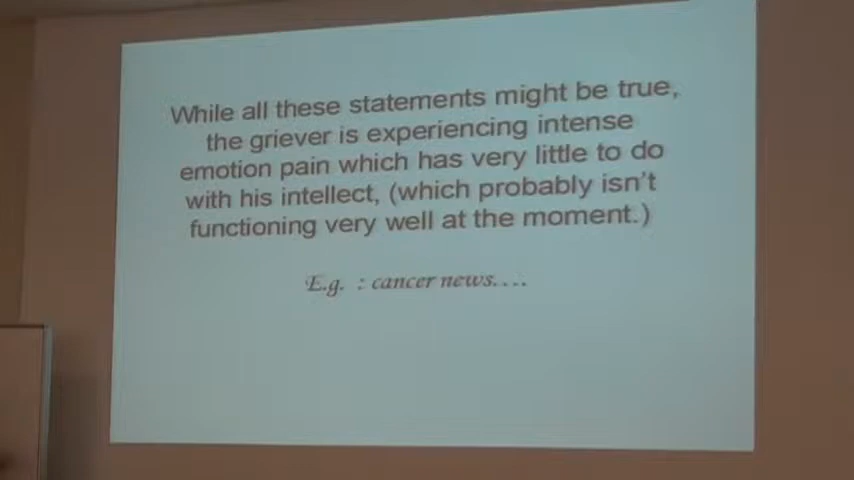 While all these statements might be true,
the griever is experiencing intense
emotion pain which has very little to do
with his intellect, (which probably isn't
functioning very well at the moment.)
E.g. : cancer news....